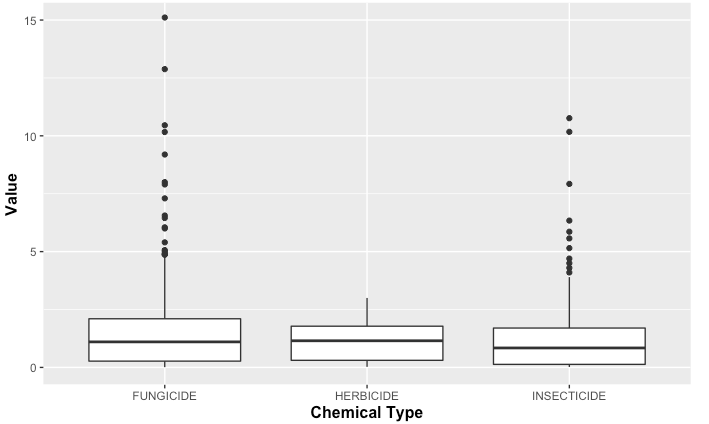 15
10
5
0
Value
FUNGICIDE
HERBICIDE
INSECTICIDE
Chemical Type